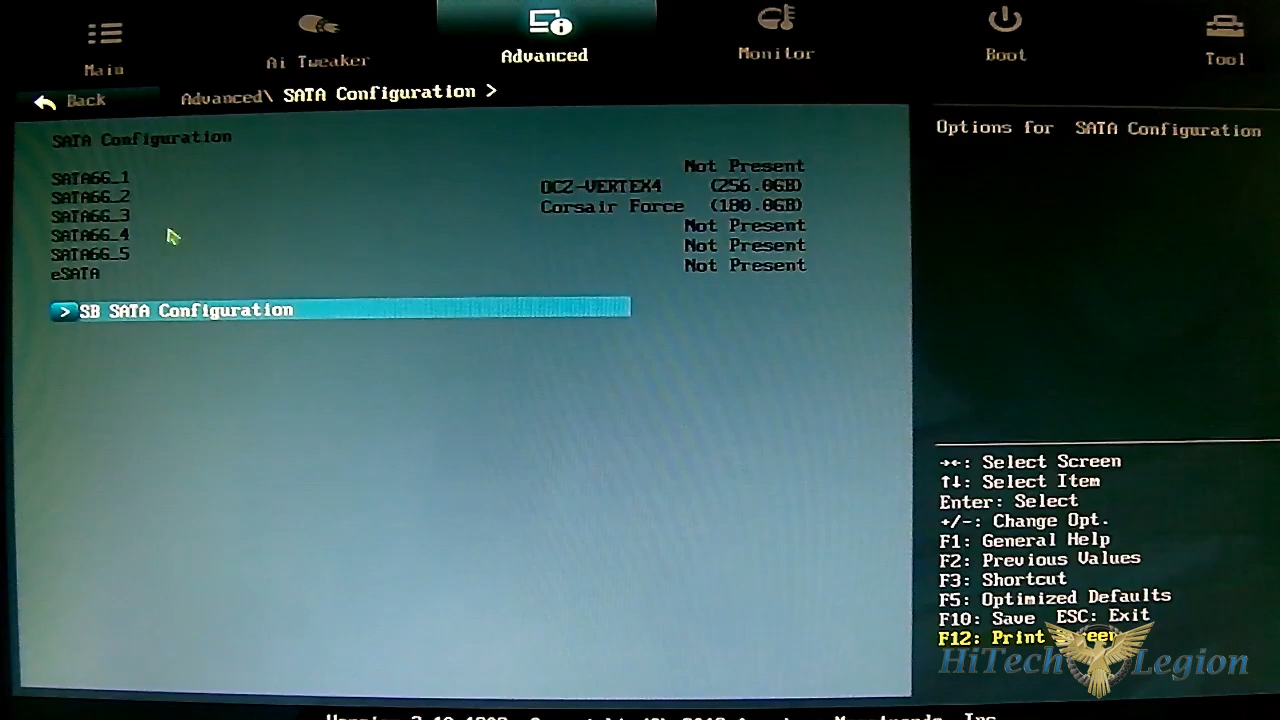 Main
Ai Tweaker
Advanced
Monitor
Boot
Tool
Back
Advanced\ SATA Configuration >
SATA Configuration
SATA6G_1 Not Present
SATA6G_2 OCZ-VERTEX4 (256.0GB)
SATA6G_3 Corsair Force (180.0GB)
SATA6G_4 Not Present
SATA6G_5 Not Present
eSATA Not Present
> SB SATA Configuration
Options for SATA Configuration
→←: Select Screen
↑↓: Select Item
Enter: Select
+/-: Change Opt.
F1: General Help
F2: Previous Values
F3: Shortcut
F5: Optimized Defaults
F10: Save ESC: Exit
F12: Print Screen
HiTech Legion